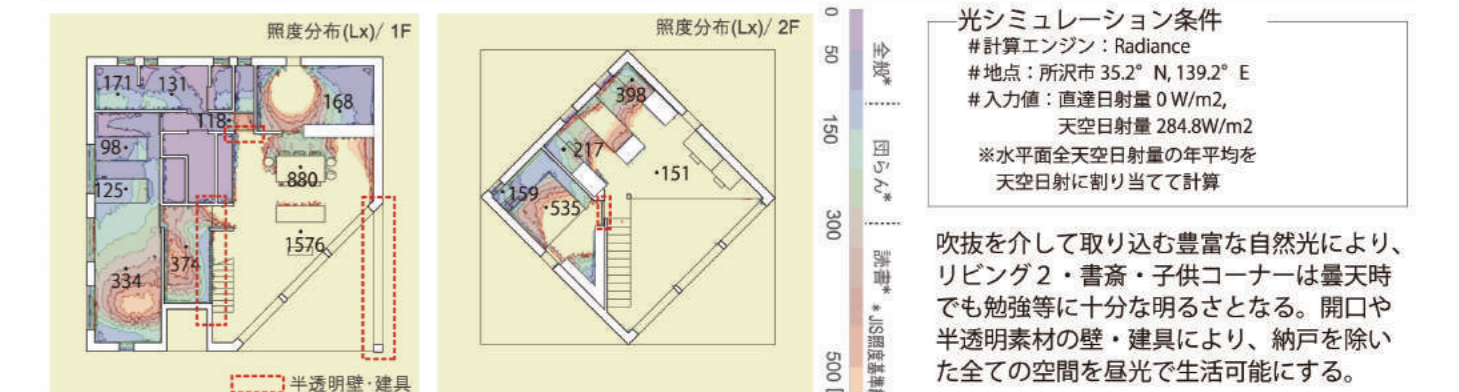 照度分布(Lx)/ 1F
171
131
168
118
98
125
880
1576
374
334
半透明壁・建具
照度分布(Lx)/ 2F
398
217
151
159
535
0
50
150
300
500
全般*
団らん*
読書*
光シミュレーション条件
#計算エンジン：Radiance
#地点：所沢市 35.2° N, 139.2° E
#入力値：直達日射量 0 W/m2,
天空日射量 284.8W/m2
※水平面全天空日射量の年平均を
天空日射に割り当てて計算
吹抜を介して取り込む豊富な自然光により、
リビング２・書斎・子供コーナーは曇天時
でも勉強等に十分な明るさとなる。開口や
半透明素材の壁・建具により、納戸を除い
た全ての空間を昼光で生活可能にする。